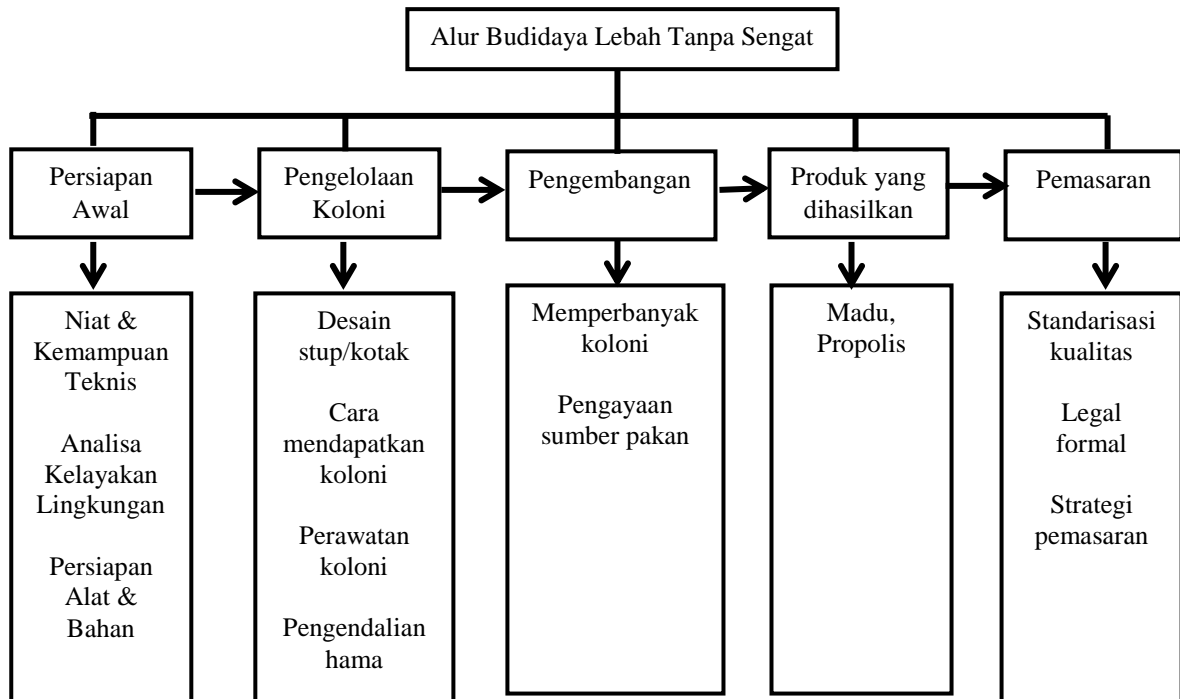 Alur Budidaya Lebah Tanpa Sengat
Persiapan
Awal
Pengelolaan
Koloni
Pengembangan
Produk yang
dihasilkan
Pemasaran
Niat &
Kemampuan
Teknis
Analisa
Kelayakan
Lingkungan
Persiapan
Alat &
Bahan
Desain
stup/kotak
Cara
mendapatkan
koloni
Perawatan
koloni
Pengendalian
hama
Memperbanyak
koloni
Pengayaan
sumber pakan
Madu,
Propolis
Standarisasi
kualitas
Legal
formal
Strategi
pemasaran